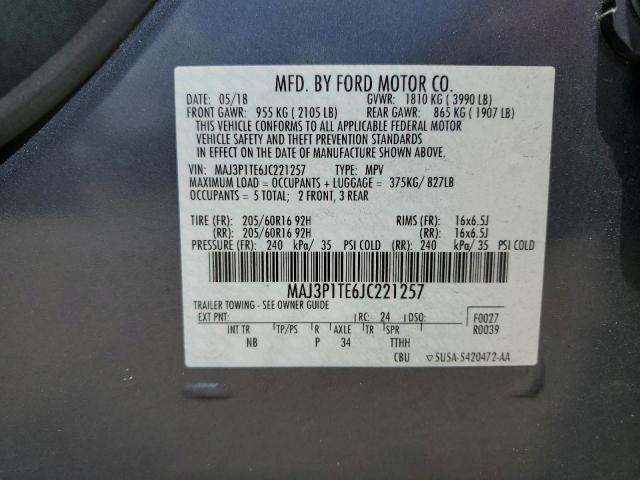 MFD. BY FORD MOTOR CO.
DATE: 05/18 GVWR: 1810 KG ( 3990 LB)
FRONT GAWR: 955 KG ( 2105 LB) REAR GAWR: 865 KG ( 1907 LB)
THIS VEHICLE CONFORMS TO ALL APPLICABLE FEDERAL MOTOR
VEHICLE SAFETY AND THEFT PREVENTION STANDARDS
IN EFFECT ON THE DATE OF MANUFACTURE SHOWN ABOVE.
VIN: MAJ3P1TE6JC221257 TYPE: MPV
MAXIMUM LOAD = OCCUPANTS + LUGGAGE = 375KG/ 827LB
OCCUPANTS = 5 TOTAL; 2 FRONT, 3 REAR
TIRE (FR): 205/60R16 92H RIMS (FR): 16x6.5J
(RR): 205/60R16 92H (RR): 16x6.5J
PRESSURE (FR): 240 kPa/ 35 PSI COLD (RR): 240 kPa/ 35 PSI COLD
MAJ3P1TE6JC221257
TRAILER TOWING - SEE OWNER GUIDE
EXT PNT: RC: 24 DSO: F0027
INT TR TP/PS R AXLE TR SPR R0039
NB P 34 TTHH
CBU 5U5A-S420472-AA